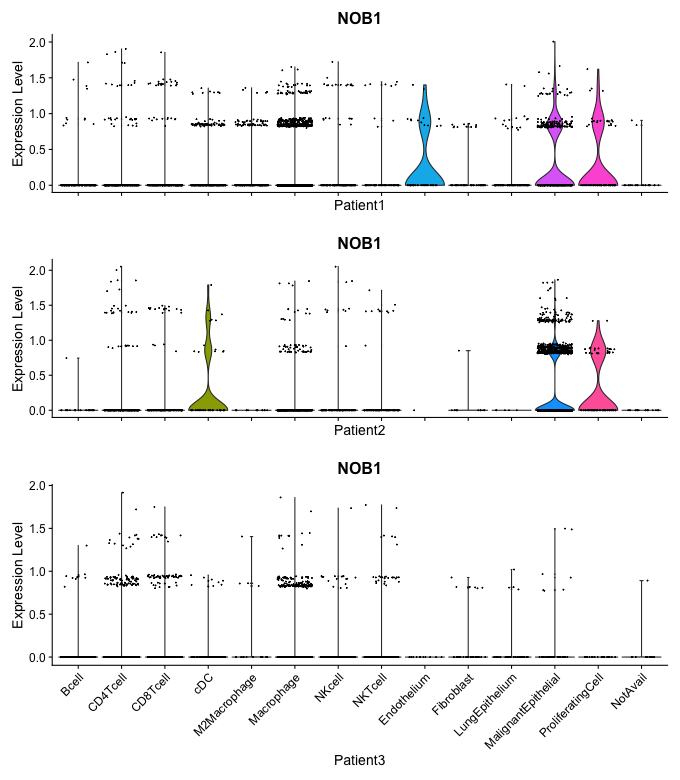 NOB1
Expression Level
2.0
1.5
1.0
0.5
0.0
Patient1
NOB1
Expression Level
2.0
1.5
1.0
0.5
0.0
Patient2
NOB1
Expression Level
2.0
1.5
1.0
0.5
0.0
Bcell
CD4Tcell
CD8Tcell
cDC
M2Macrophage
Macrophage
NKcell
NKTcell
Endothelium
Fibroblast
LungEpithelium
MalignantEpithelial
ProliferatingCell
NotAvail
Patient3